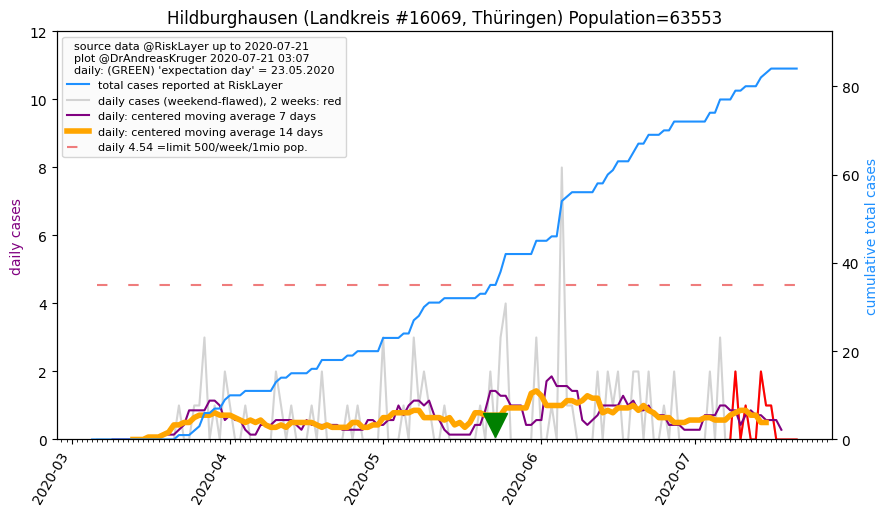 Hildburghausen (Landkreis #16069, Thüringen) Population=63553
source data @RiskLayer up to 2020-07-21
plot @DrAndreasKruger 2020-07-21 03:07
daily: (GREEN) 'expectation day' = 23.05.2020
total cases reported at RiskLayer
daily cases (weekend-flawed), 2 weeks: red
daily: centered moving average 7 days
daily: centered moving average 14 days
daily 4.54 =limit 500/week/1mio pop.
daily cases
12
10
8
6
4
2
0
cumulative total cases
80
60
40
20
0
2020-03
2020-04
2020-05
2020-06
2020-07